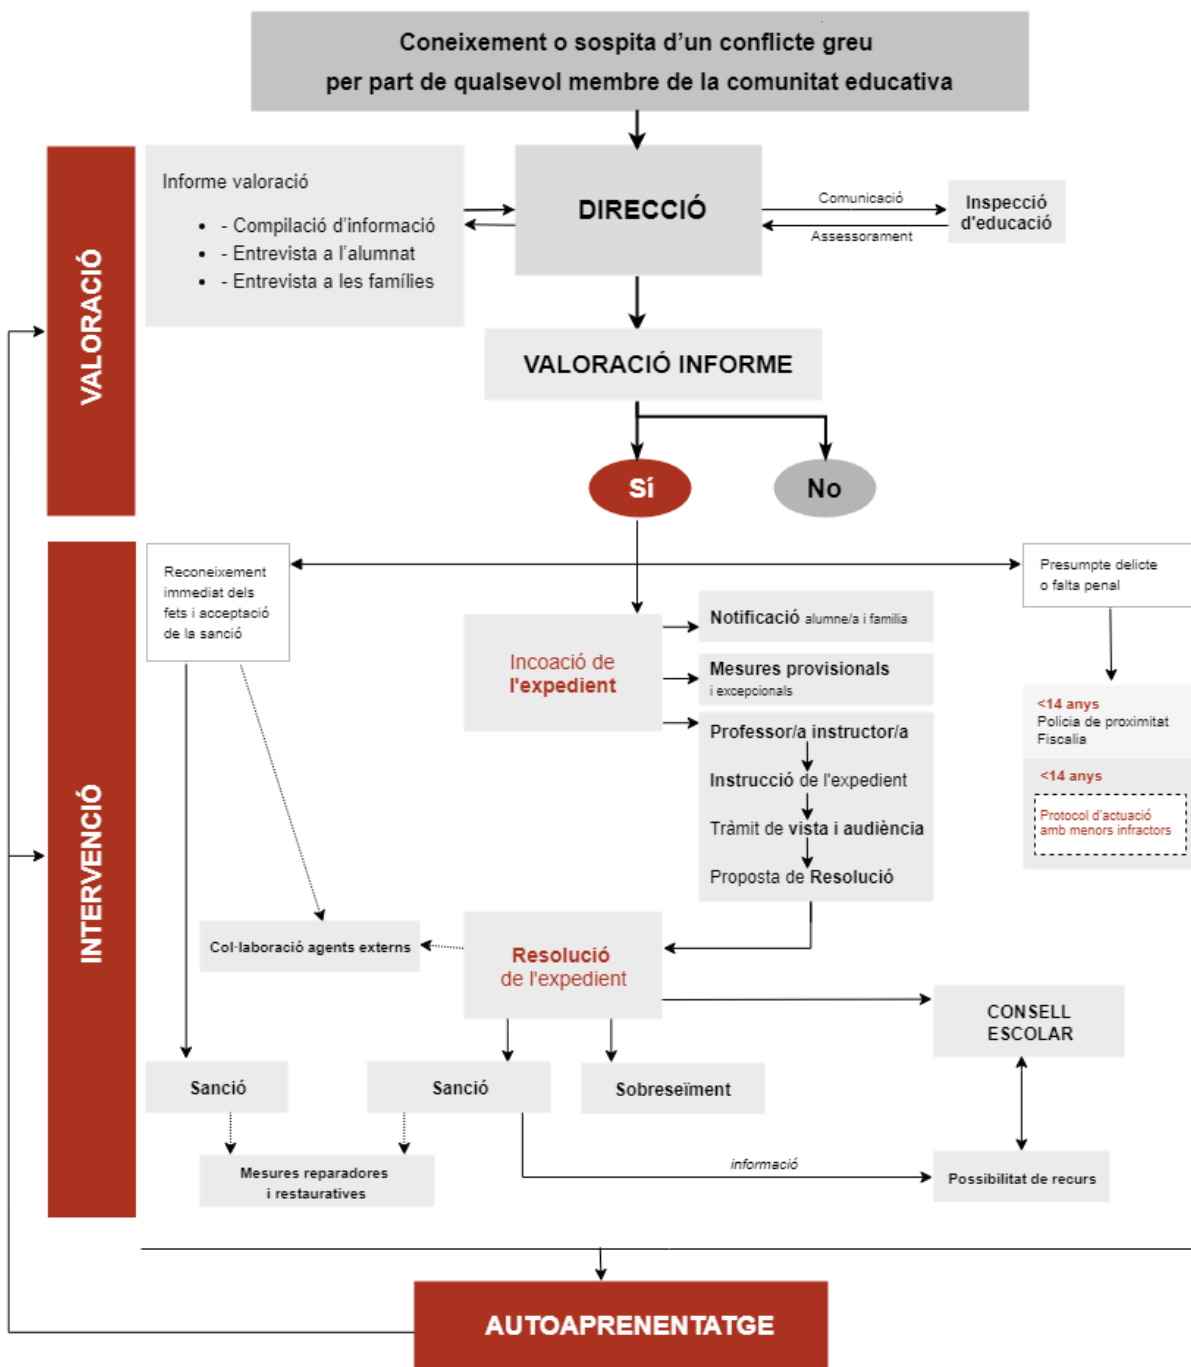 Coneixement o sospita d'un conflicte greu
per part de qualsevol membre de la comunitat educativa
VALORACIÓ
Informe valoració
• - Compilació d'informació
• - Entrevista a l'alumnat
• - Entrevista a les famílies
DIRECCIÓ
Comunicació
Assessorament
Inspecció
d'educació
VALORACIÓ INFORME
Sí
No
INTERVENCIÓ
Reconeixement
immediat dels
fets i acceptació
de la sanció
Presumpte delicte
o falta penal
Incoació de
l'expedient
Notificació alumne/a i familia
Mesures provisionals
i excepcionals
Professor/a instructor/a
Instrucció de l'expedient
Tràmit de vista i audiència
Proposta de Resolució
<14 anys
Policia de proximitat
Fiscalia
<14 anys
Protocol d'actuació
amb menors infractors
Col·laboració agents externs
Resolució
de l'expedient
CONSELL
ESCOLAR
Sanció
Sanció
Sobreseïment
Mesures reparadores
i restauratives
informació
Possibilitat de recurs
AUTOAPRENENTATGE